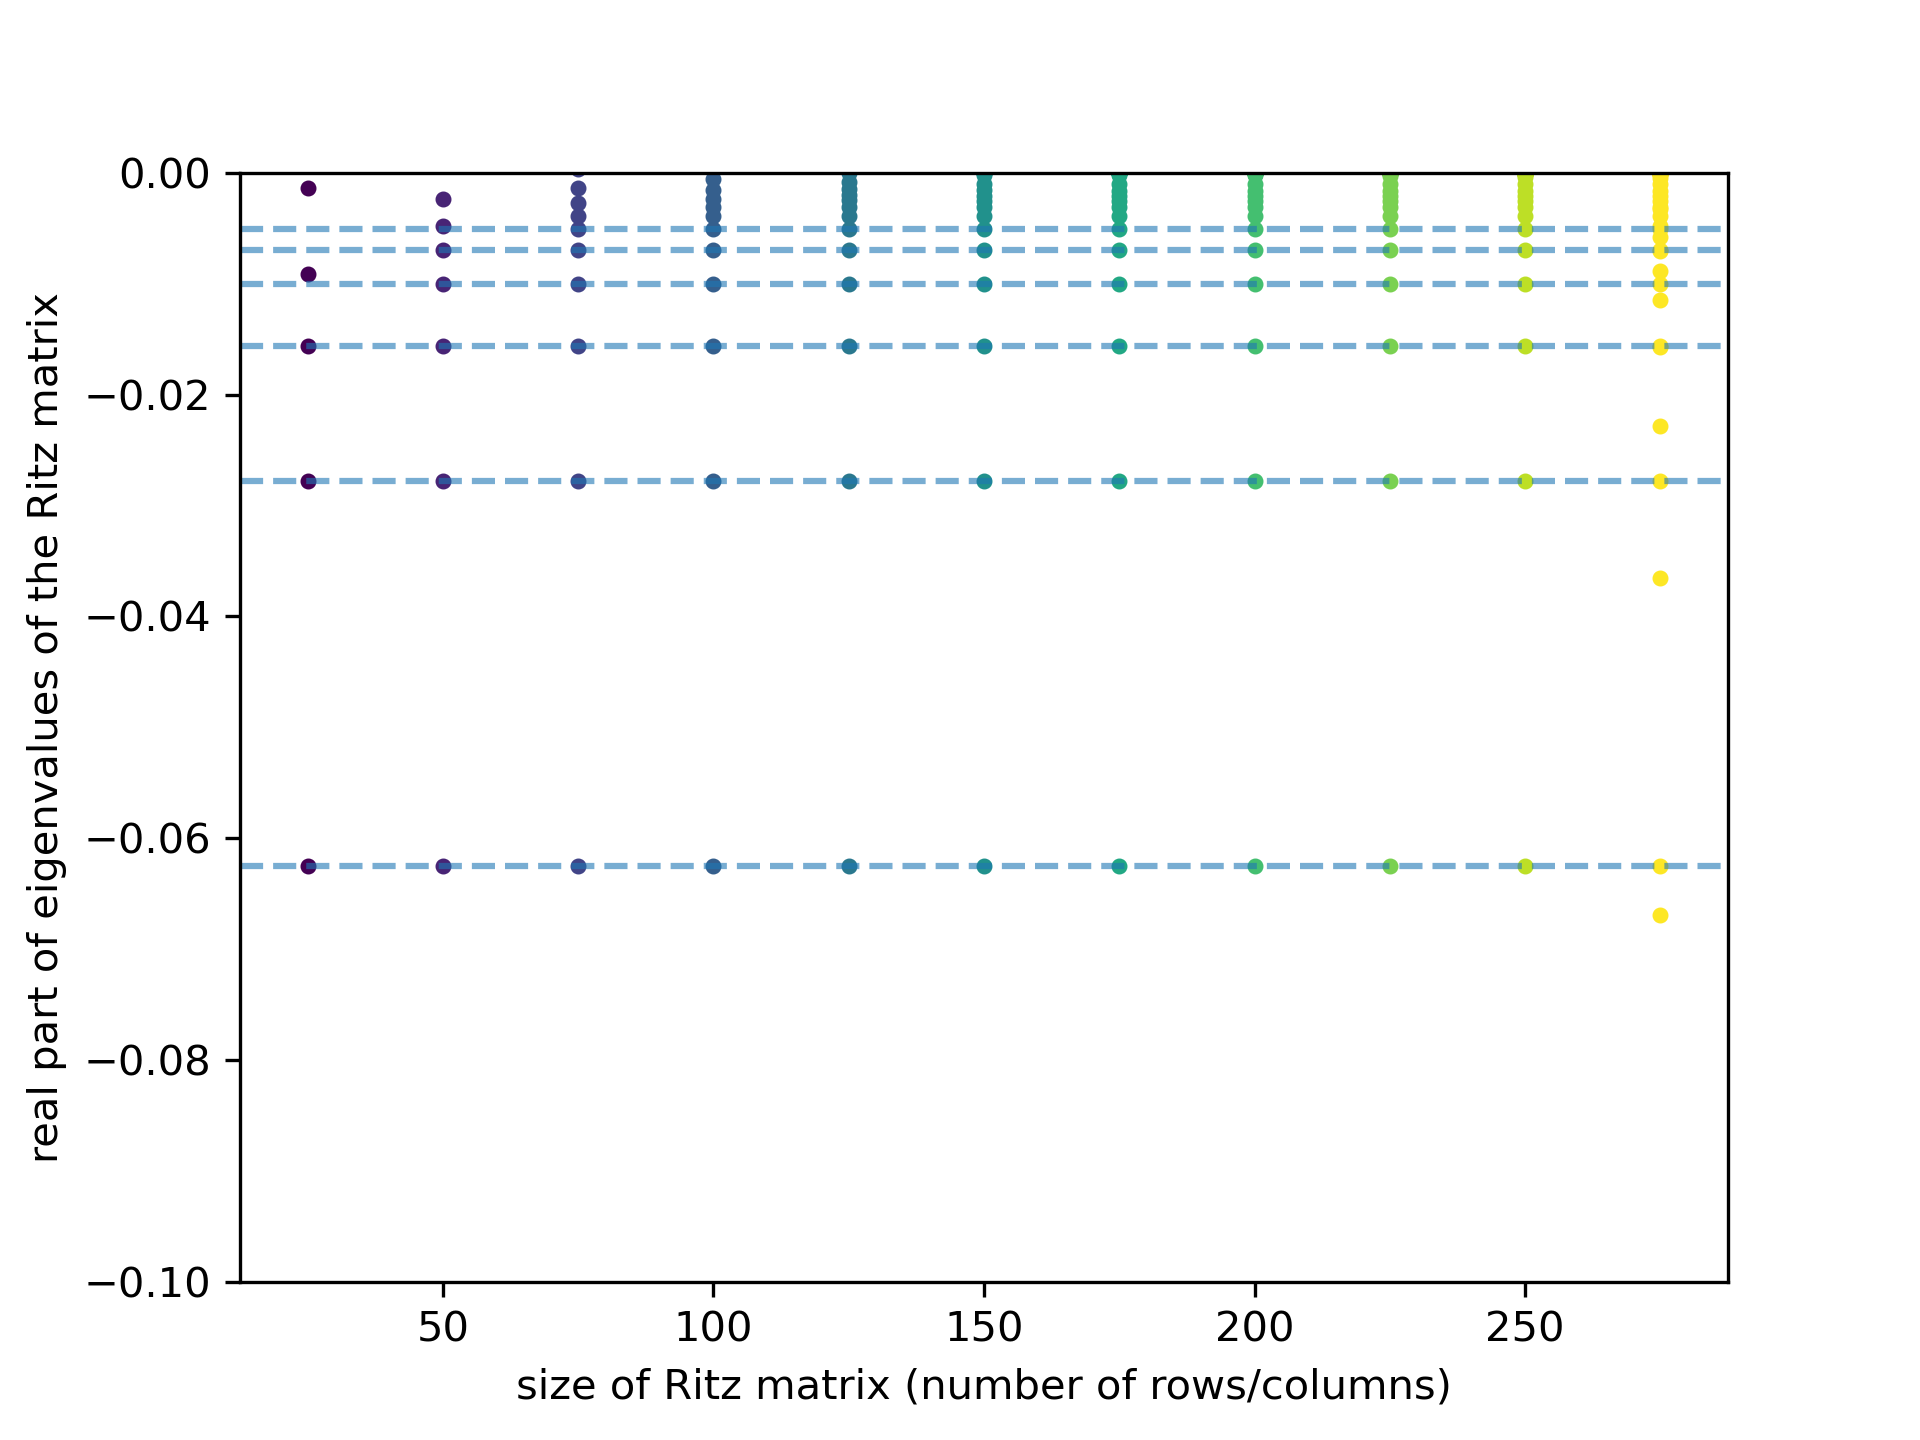 0.00
−0.02
−0.04
−0.06
−0.08
−0.10
real part of eigenvalues of the Ritz matrix
50 100 150 200 250
size of Ritz matrix (number of rows/columns)